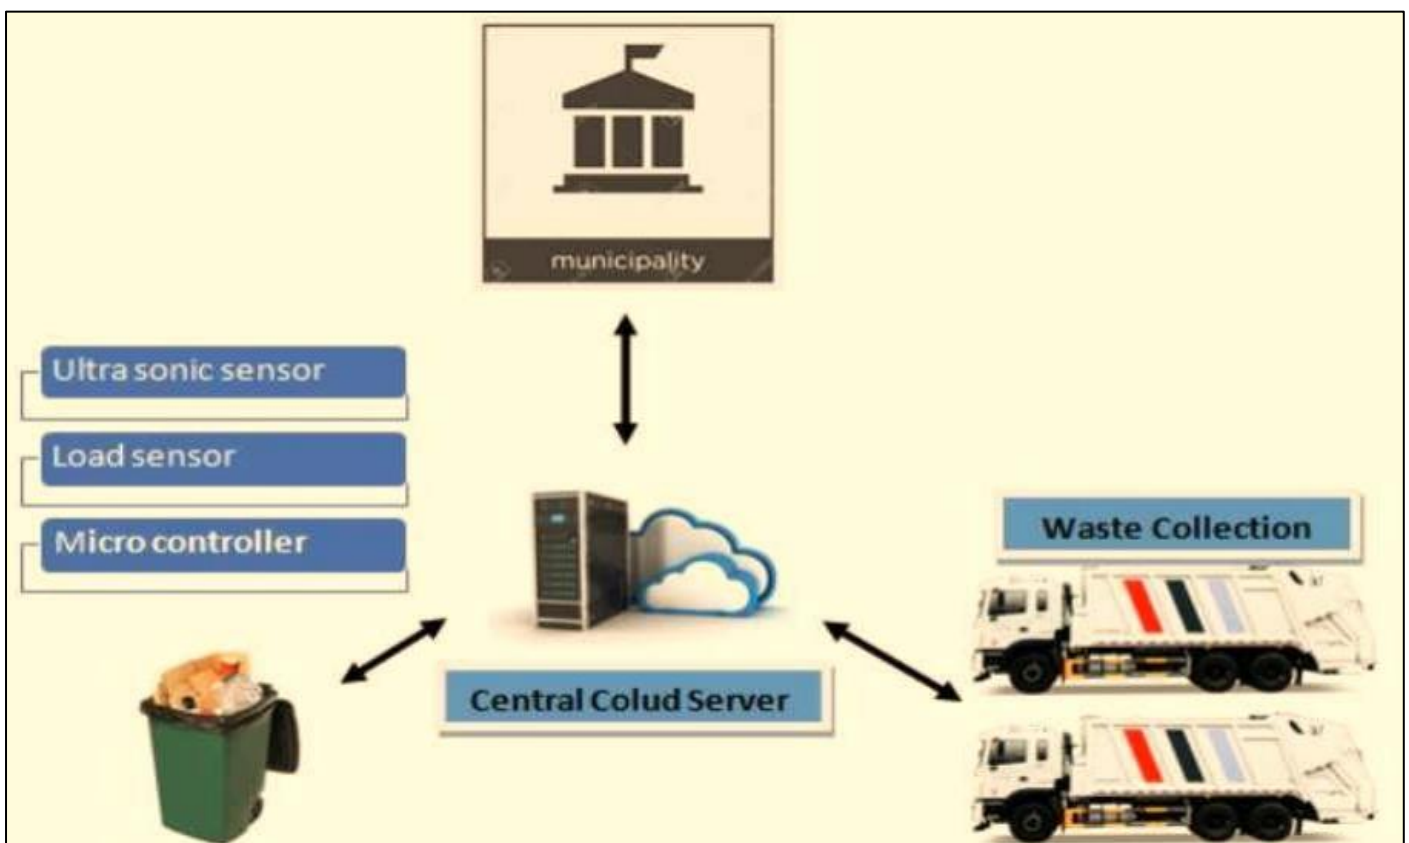 municipality
Ultra sonic sensor
Load sensor
Micro controller
Waste Collection
Central Colud Server